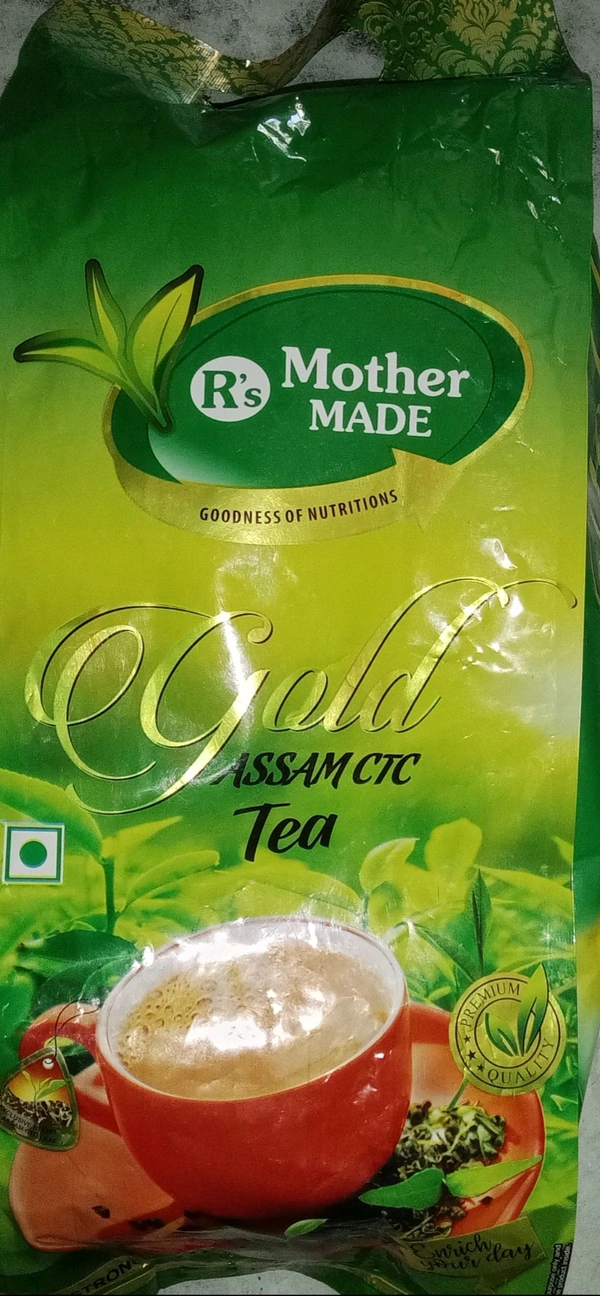 R's Mother
MADE
GOODNESS OF NUTRITIONS
Gold
ASSAM CTC
Tea
PREMIUM
QUALITY
Enrich
your day